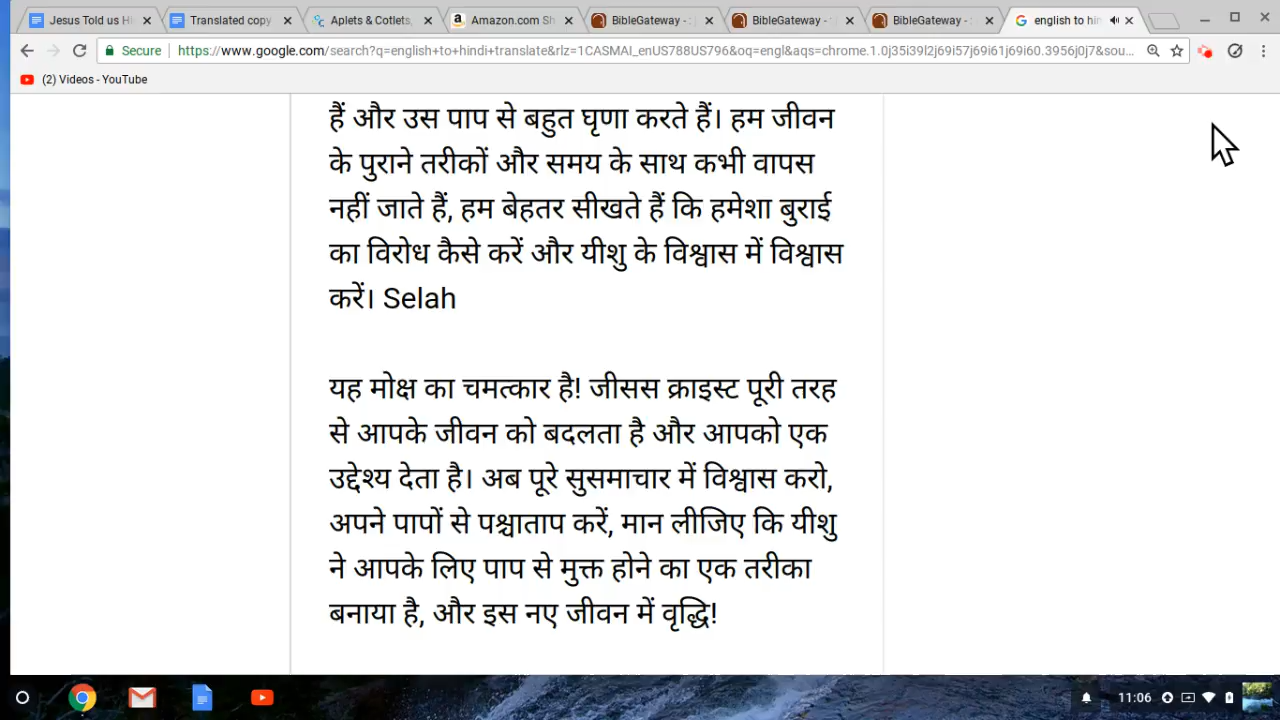 Jesus Told us Hi
Translated copy
Aplets & Cotlets,
Amazon.com Sh
BibleGateway - :
BibleGateway - :
BibleGateway - :
english to hin
Secure
https://www.google.com/search?q=english+to+hindi+translate&rlz=1CASMAI_enUS788US796&oq=engl&aqs=chrome.1.0j35i39l2j69i57j69i61j69i60.3956j0j7&sou...
(2) Videos - YouTube
हैं और उस पाप से बहुत घृणा करते हैं। हम जीवन
के पुराने तरीकों और समय के साथ कभी वापस
नहीं जाते हैं, हम बेहतर सीखते हैं कि हमेशा बुराई
का विरोध कैसे करें और यीशु के विश्वास में विश्वास
करें। Selah
यह मोक्ष का चमत्कार है! जीसस क्राइस्ट पूरी तरह
से आपके जीवन को बदलता है और आपको एक
उद्देश्य देता है। अब पूरे सुसमाचार में विश्वास करो,
अपने पापों से पश्चाताप करें, मान लीजिए कि यीशु
ने आपके लिए पाप से मुक्त होने का एक तरीका
बनाया है, और इस नए जीवन में वृद्धि!
11:06